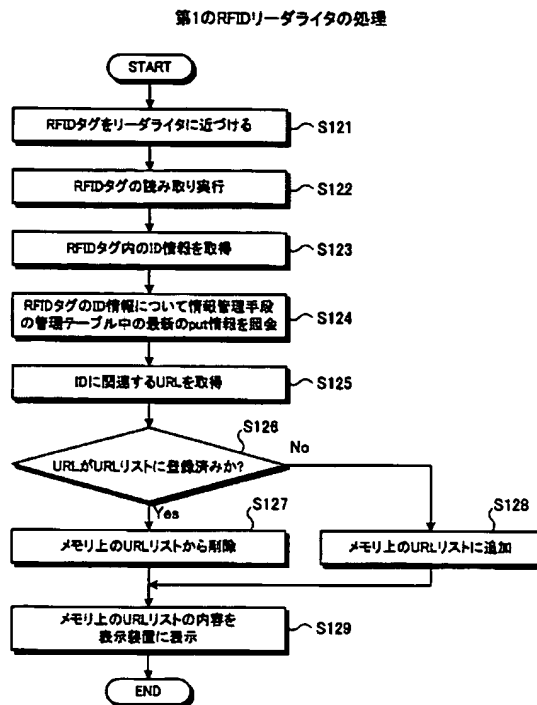 第1のRFIDリーダライタの処理
START
RFIDタグをリーダライタに近づける
S121
RFIDタグの読み取り実行
S122
RFIDタグ内のID情報を取得
S123
RFIDタグのID情報について情報管理手段
の管理テーブル中の最新のput情報を照会
S124
IDに関連するURLを取得
S125
S126
URLがURLリストに登録済みか?
No
Yes
S127
メモリ上のURLリストから削除
S128
メモリ上のURLリストに追加
メモリ上のURLリストの内容を
表示装置に表示
S129
END